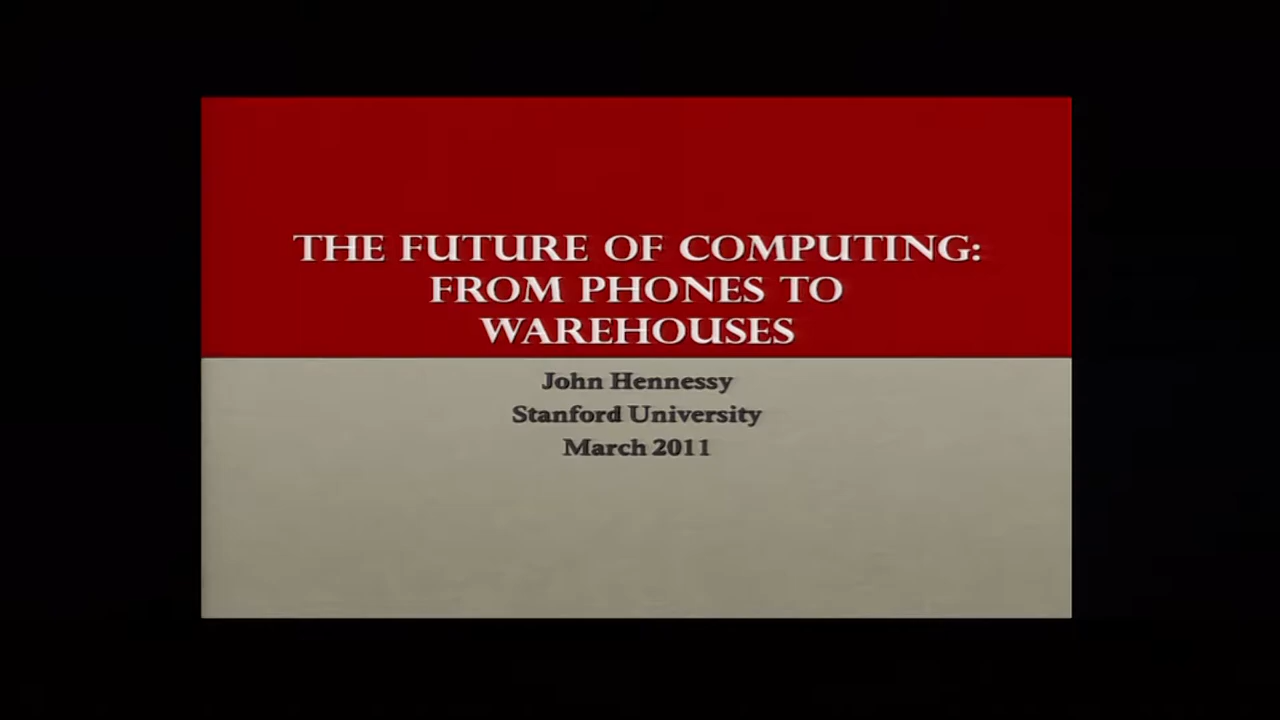 THE FUTURE OF COMPUTING:
FROM PHONES TO
WAREHOUSES
John Hennessy
Stanford University
March 2011